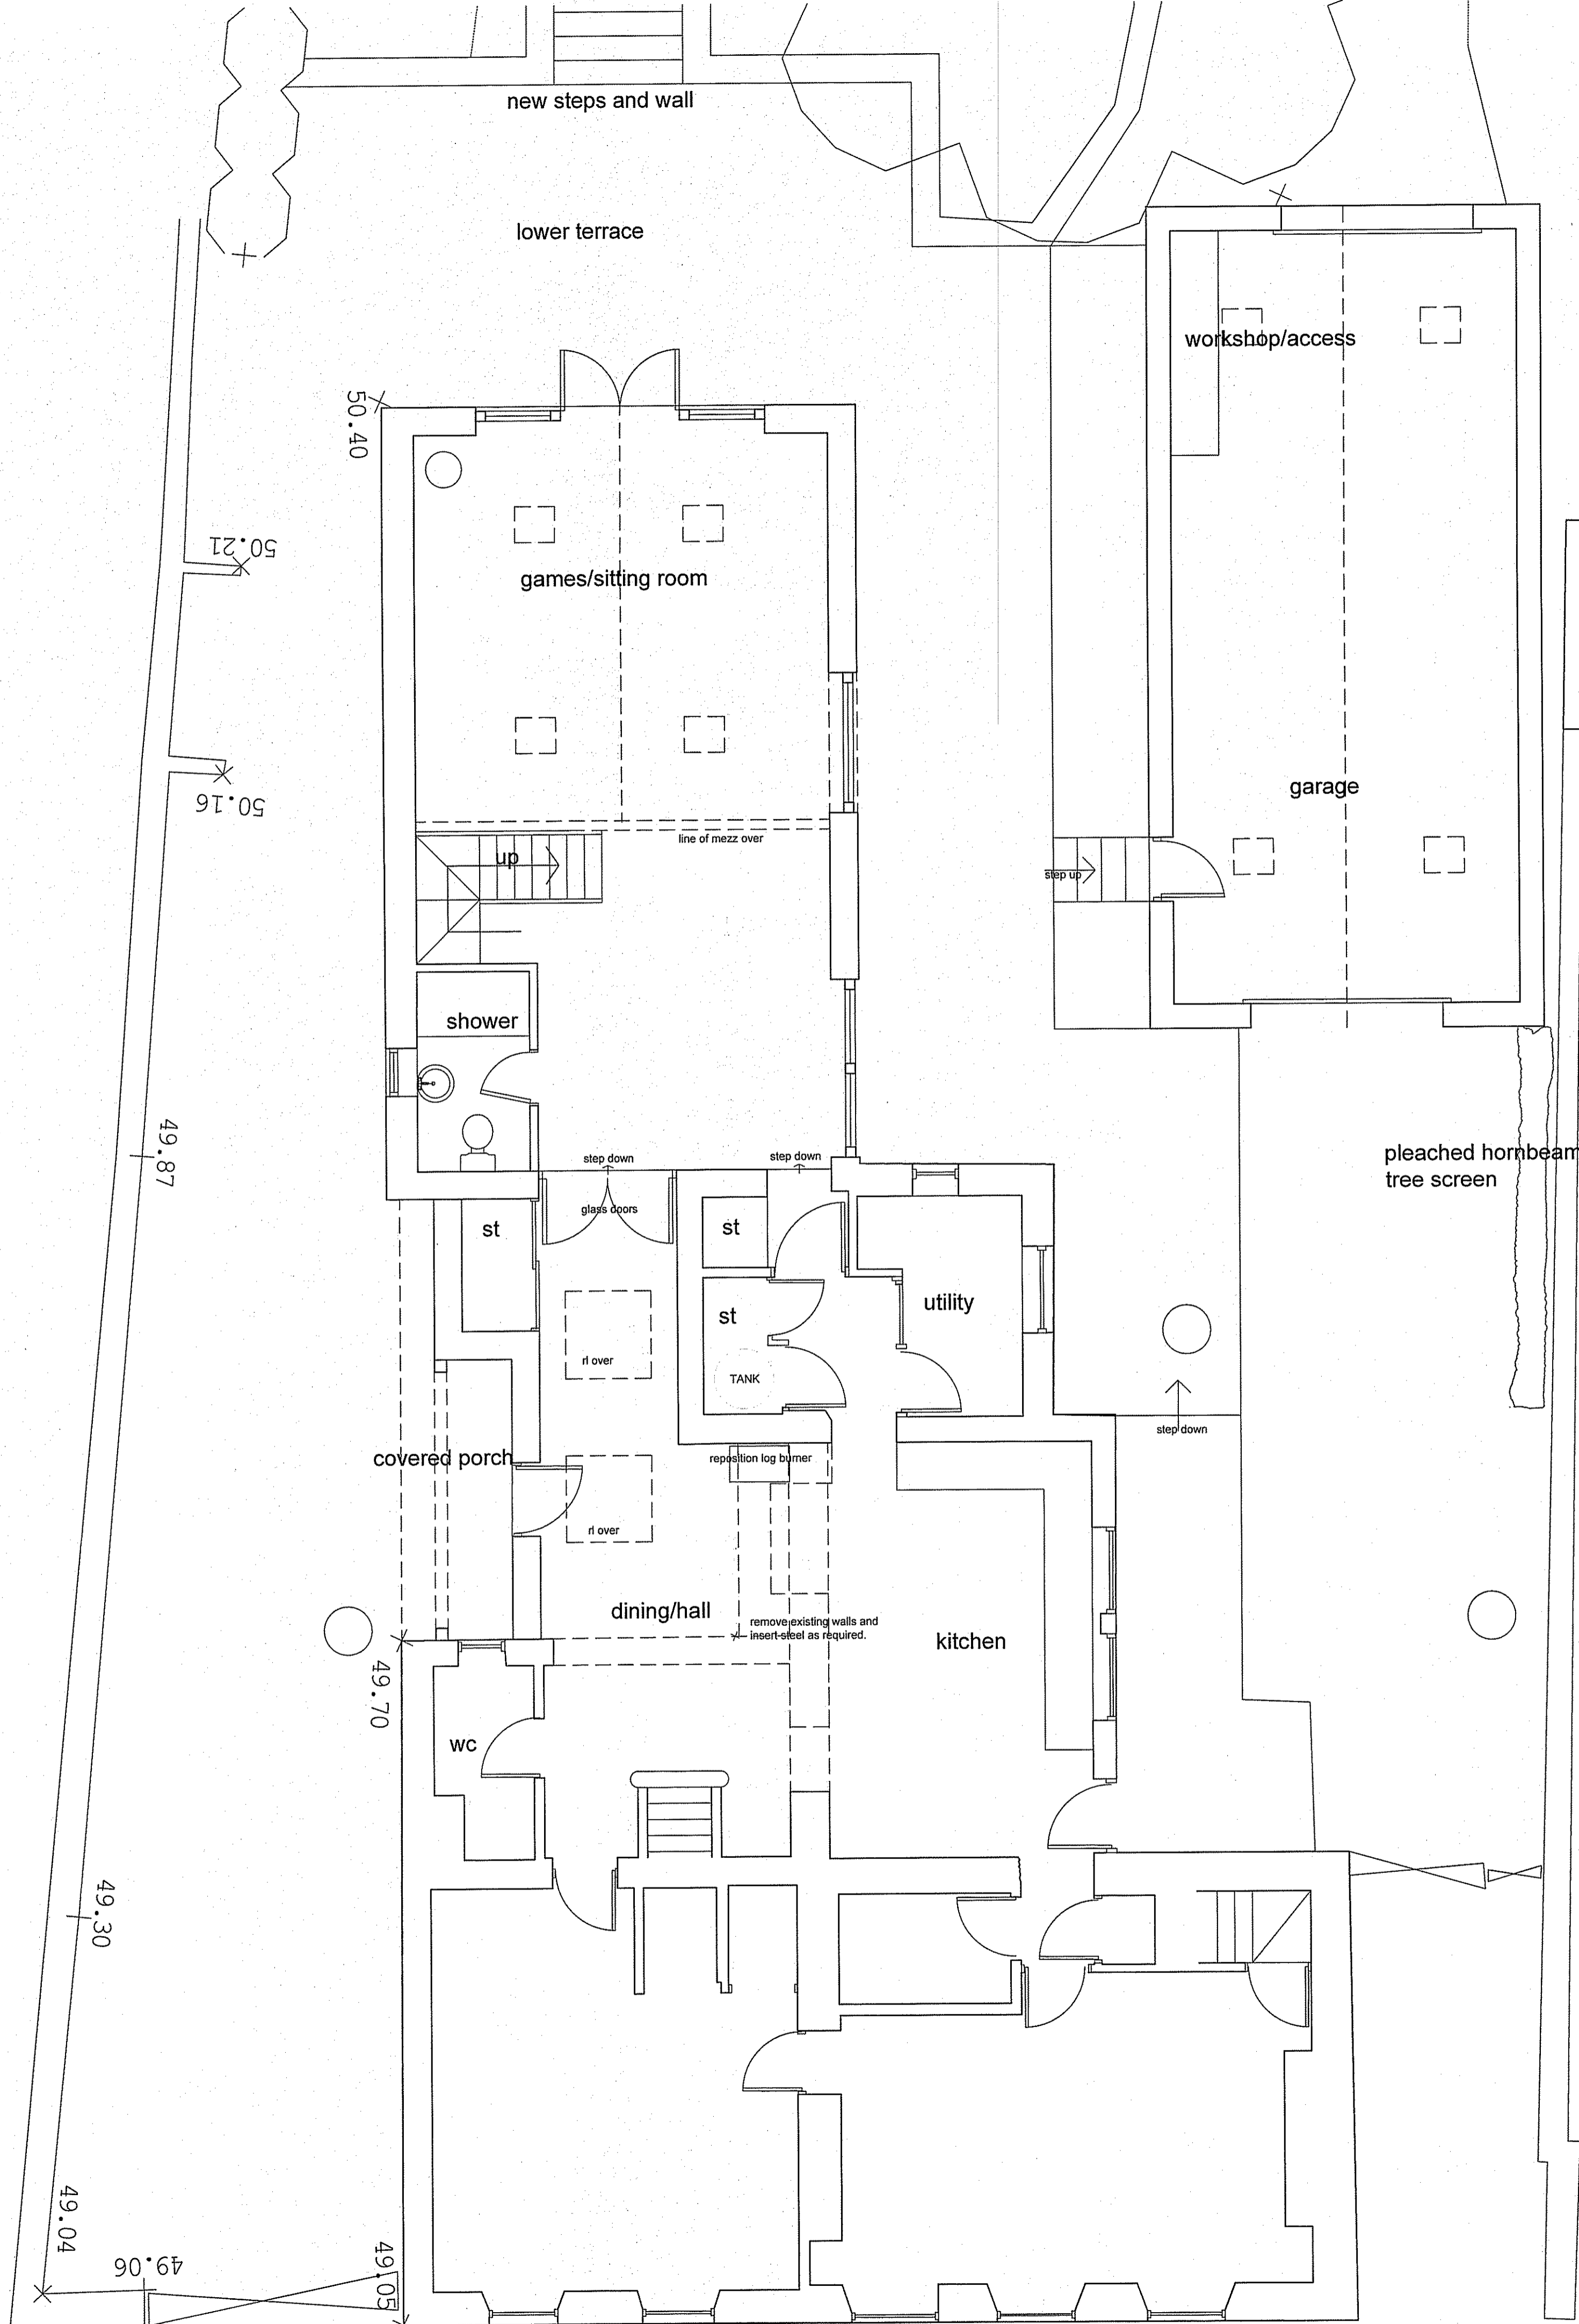 new steps and wall
lower terrace
workshop/access
50.40
50.21
games/sitting room
50.16
garage
line of mezz over
up
step up
shower
49.87
pleached hornbeam
tree screen
step down
step down
glass doors
st
st
utility
st
rl over
TANK
step down
covered porch
reposition log burner
rl over
dining/hall
remove existing walls and
insert steel as required.
kitchen
49.70
wc
49.30
49.04
49.06
49.05